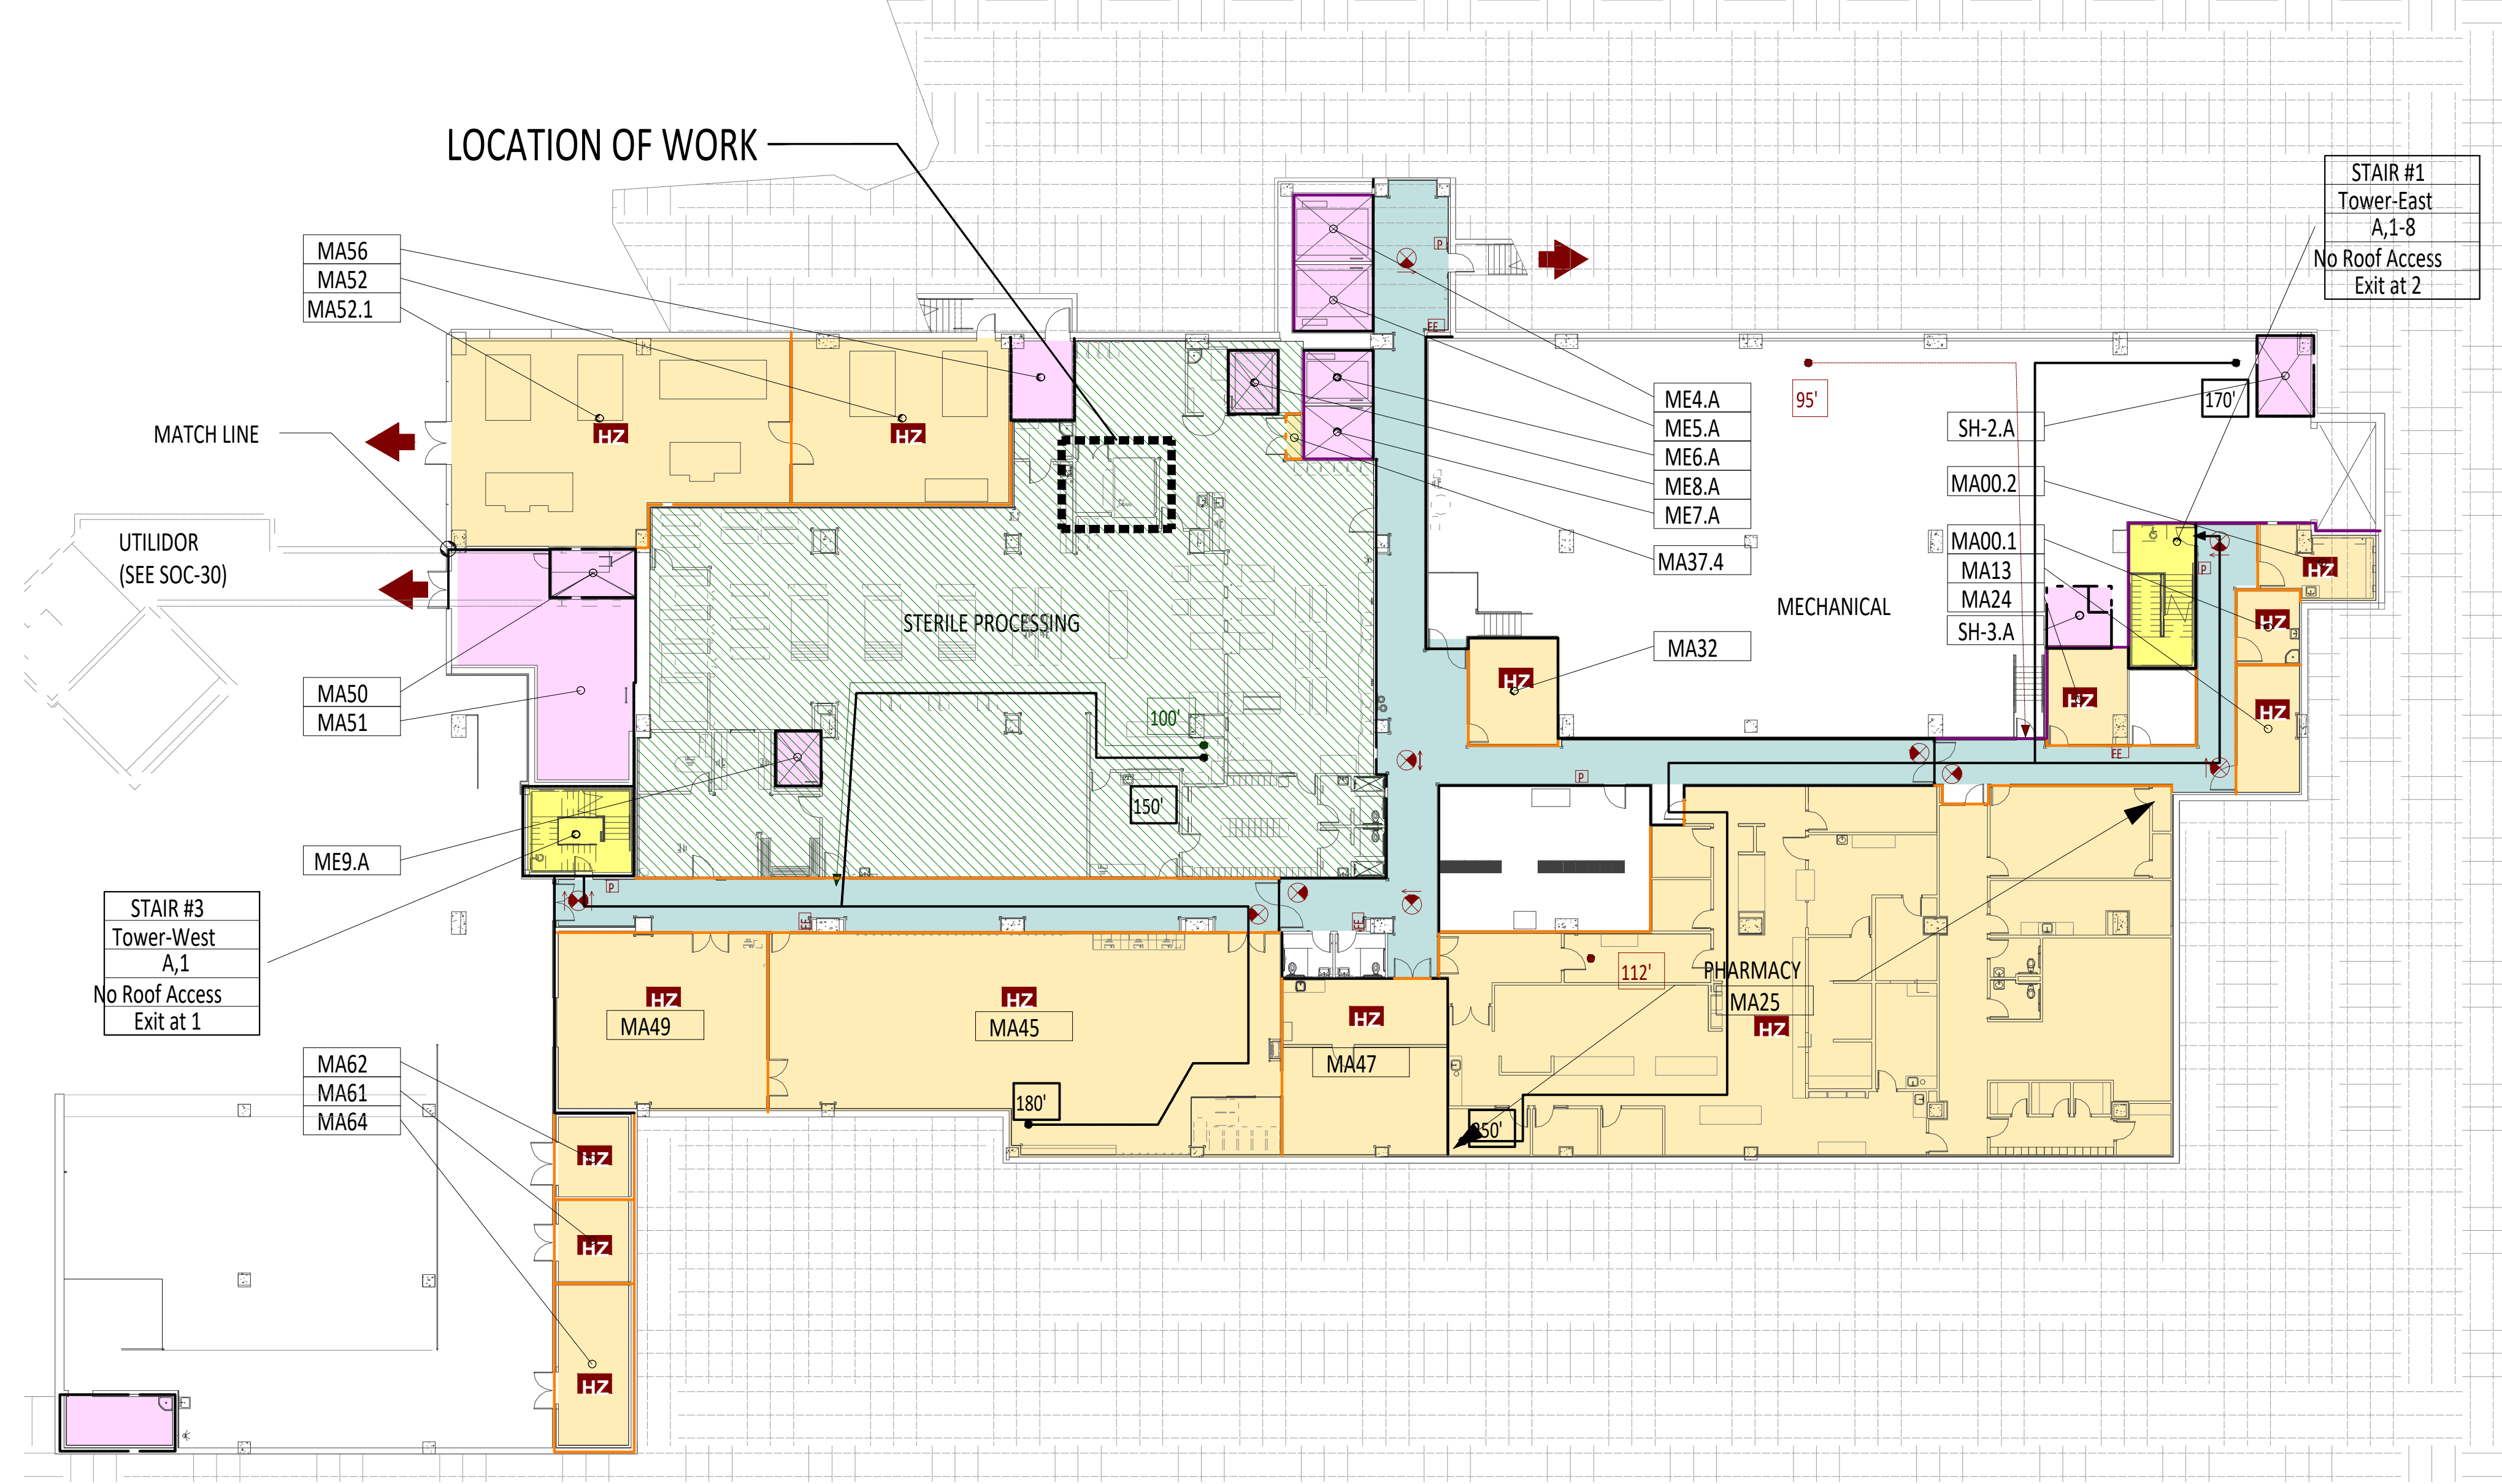 LOCATION OF WORK
STAIR #1
Tower-East
A,1-8
No Roof Access
Exit at 2
MA56
MA52
MA52.1
P
FE
ME4.A
ME5.A
ME6.A
ME8.A
ME7.A
MA37.4
95'
170'
SH-2.A
MA00.2
MA00.1
MA13
MA24
SH-3.A
HZ
HZ
MATCH LINE
UTILIDOR
(SEE SOC-30)
P
HZ
HZ
HZ
HZ
HZ
STERILE PROCESSING
MECHANICAL
MA32
MA50
MA51
100'
150'
P
FE
ME9.A
P
STAIR #3
Tower-West
A,1
No Roof Access
Exit at 1
FE
FE
HZ
MA49
HZ
MA45
HZ
MA47
112'
PHARMACY
MA25
HZ
180'
MA62
MA61
MA64
HZ
HZ
HZ